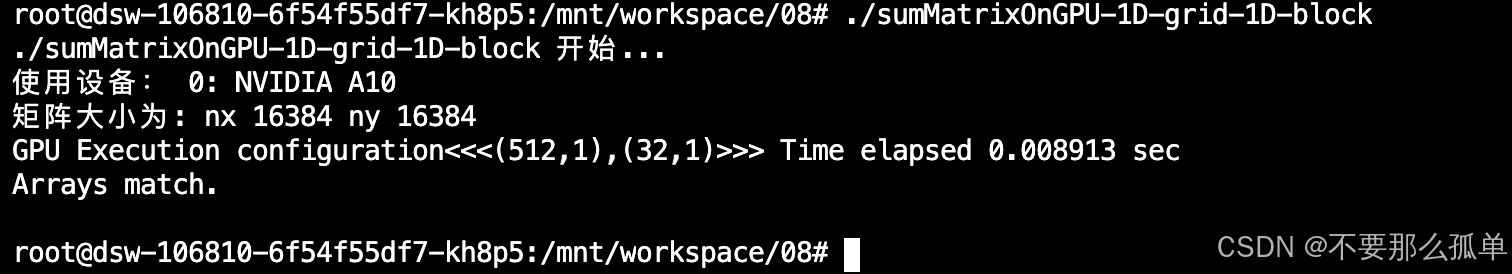 root@dsw-106810-6f54f55df7-kh8p5:/mnt/workspace/08# ./sumMatrixOnGPU-1D-grid-1D-block
./sumMatrixOnGPU-1D-grid-1D-block 开始...
使用设备： 0: NVIDIA A10
矩阵大小为: nx 16384 ny 16384
GPU Execution configuration<<<(512,1),(32,1)>>> Time elapsed 0.008913 sec
Arrays match.
root@dsw-106810-6f54f55df7-kh8p5:/mnt/workspace/08#
CSDN @不要那么孤单